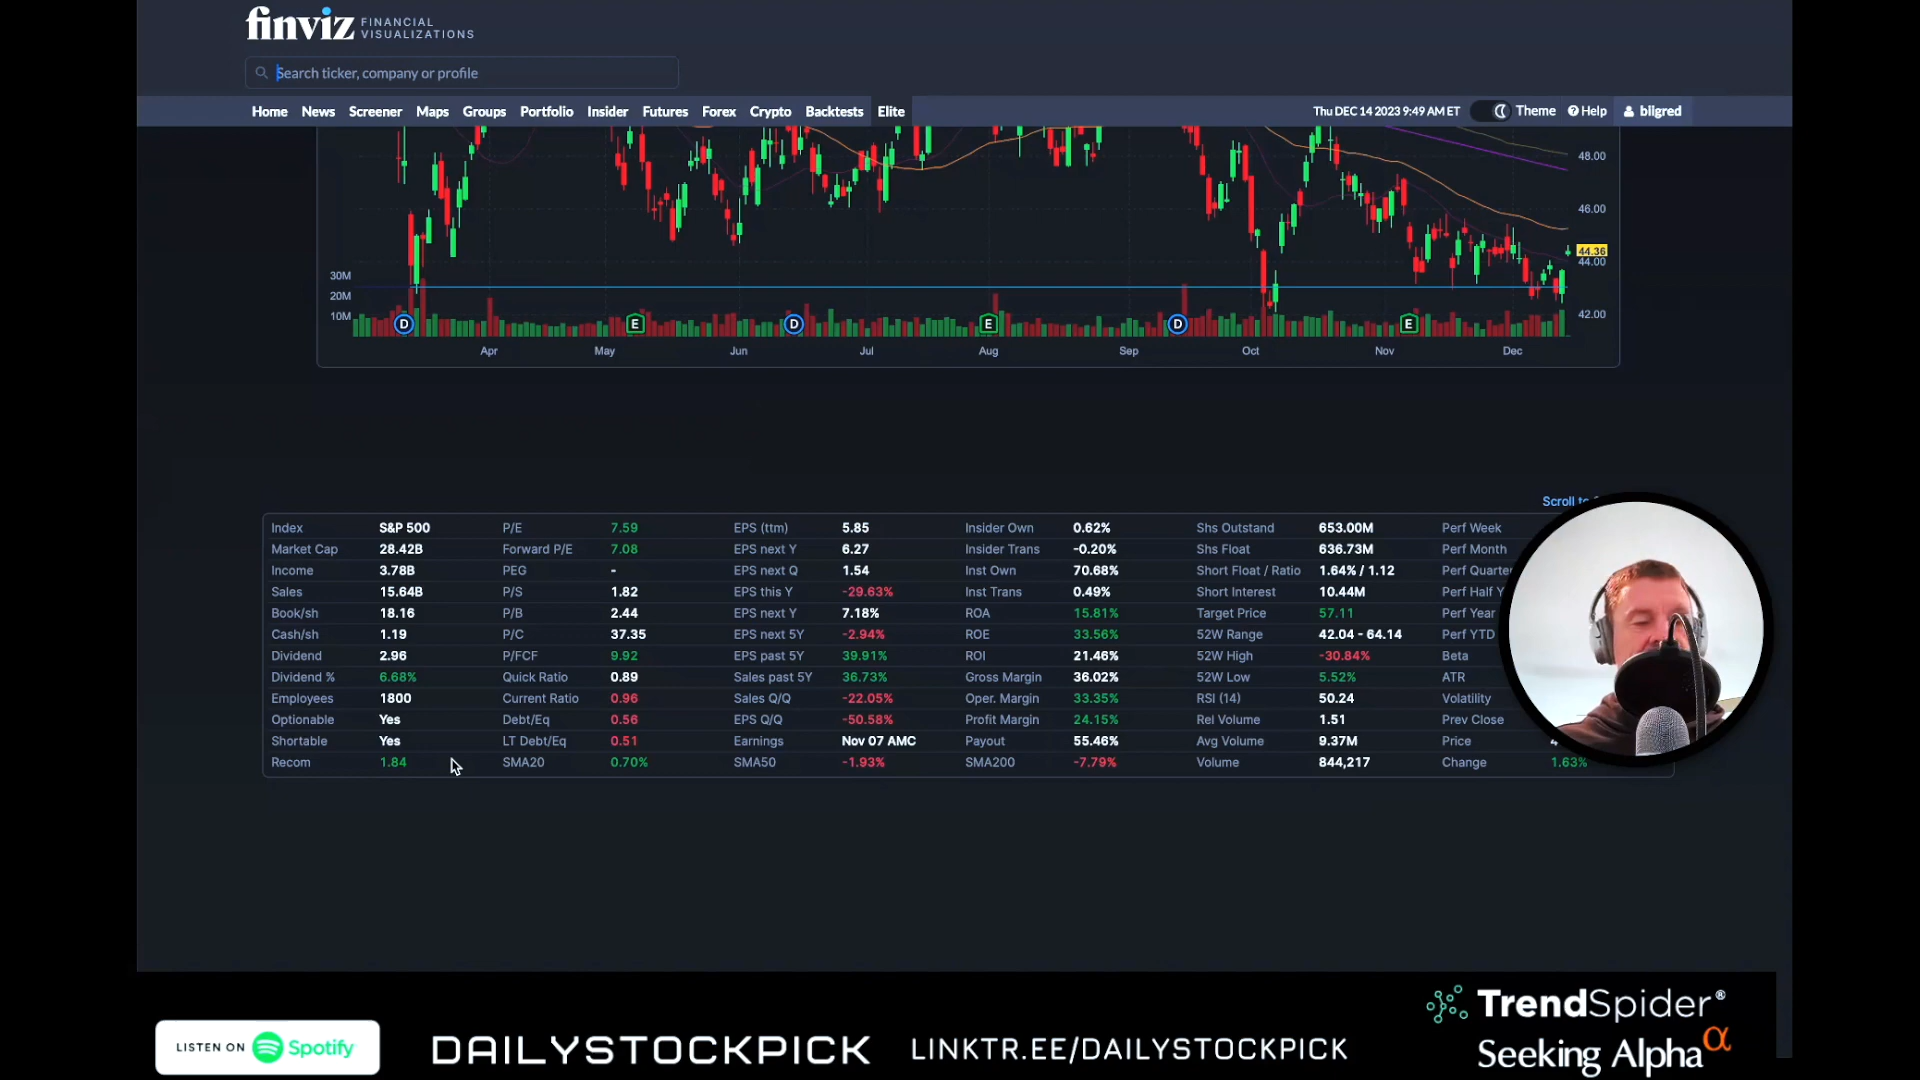 finviz FINANCIAL VISUALIZATIONS
Search ticker, company or profile
Home News Screener Maps Groups Portfolio Insider Futures Forex Crypto Backtests Elite Thu DEC 14 2023 9:49 AM ET Theme Help bligred
48.00
46.00
44.36
44.00
42.00
30M
20M
10M
D E D E D E
Apr May Jun Jul Aug Sep Oct Nov Dec
Scroll to
Index S&P 500 P/E 7.59 EPS (ttm) 5.85 Insider Own 0.62% Shs Outstand 653.00M Perf Week
Market Cap 28.42B Forward P/E 7.08 EPS next Y 6.27 Insider Trans -0.20% Shs Float 636.73M Perf Month
Income 3.78B PEG - EPS next Q 1.54 Inst Own 70.68% Short Float / Ratio 1.64% / 1.12 Perf Quarter
Sales 15.64B P/S 1.82 EPS this Y -29.63% Inst Trans 0.49% Short Interest 10.44M Perf Half Y
Book/sh 18.16 P/B 2.44 EPS next Y 7.18% ROA 15.81% Target Price 57.11 Perf Year
Cash/sh 1.19 P/C 37.35 EPS next 5Y -2.94% ROE 33.56% 52W Range 42.04 - 64.14 Perf YTD
Dividend 2.96 P/FCF 9.92 EPS past 5Y 39.91% ROI 21.46% 52W High -30.84% Beta
Dividend % 6.68% Quick Ratio 0.89 Sales past 5Y 36.73% Gross Margin 36.02% 52W Low 5.52% ATR
Employees 1800 Current Ratio 0.96 Sales Q/Q -22.05% Oper. Margin 33.35% RSI (14) 50.24 Volatility
Optionable Yes Debt/Eq 0.56 EPS Q/Q -50.58% Profit Margin 24.15% Rel Volume 1.51 Prev Close
Shortable Yes LT Debt/Eq 0.51 Earnings Nov 07 AMC Payout 55.46% Avg Volume 9.37M Price
Recom 1.84 SMA20 0.70% SMA50 -1.93% SMA200 -7.79% Volume 844,217 Change 1.63%
LISTEN ON Spotify
DAILYSTOCKPICK
LINKTR.EE/DAILYSTOCKPICK
TrendSpider®
Seeking Alpha α